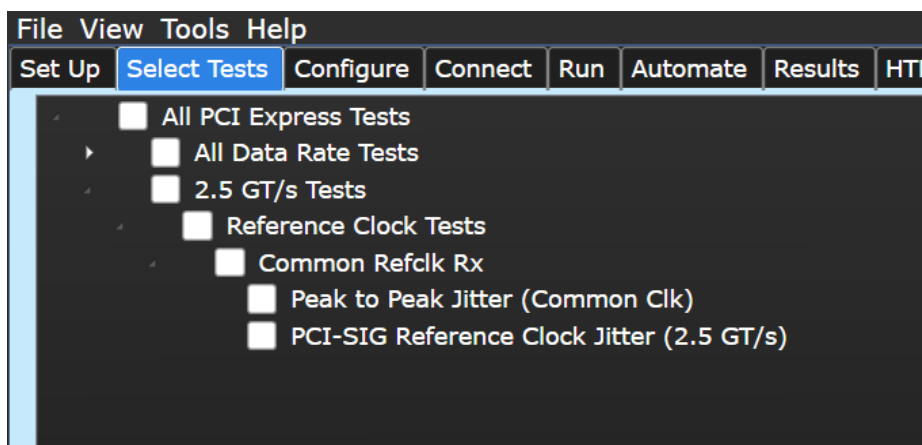 File View Tools Help
Set Up Select Tests Configure Connect Run Automate Results
All PCI Express Tests
All Data Rate Tests
2.5 GT/s Tests
Reference Clock Tests
Common Refclk Rx
Peak to Peak Jitter (Common Clk)
PCI-SIG Reference Clock Jitter (2.5 GT/s)